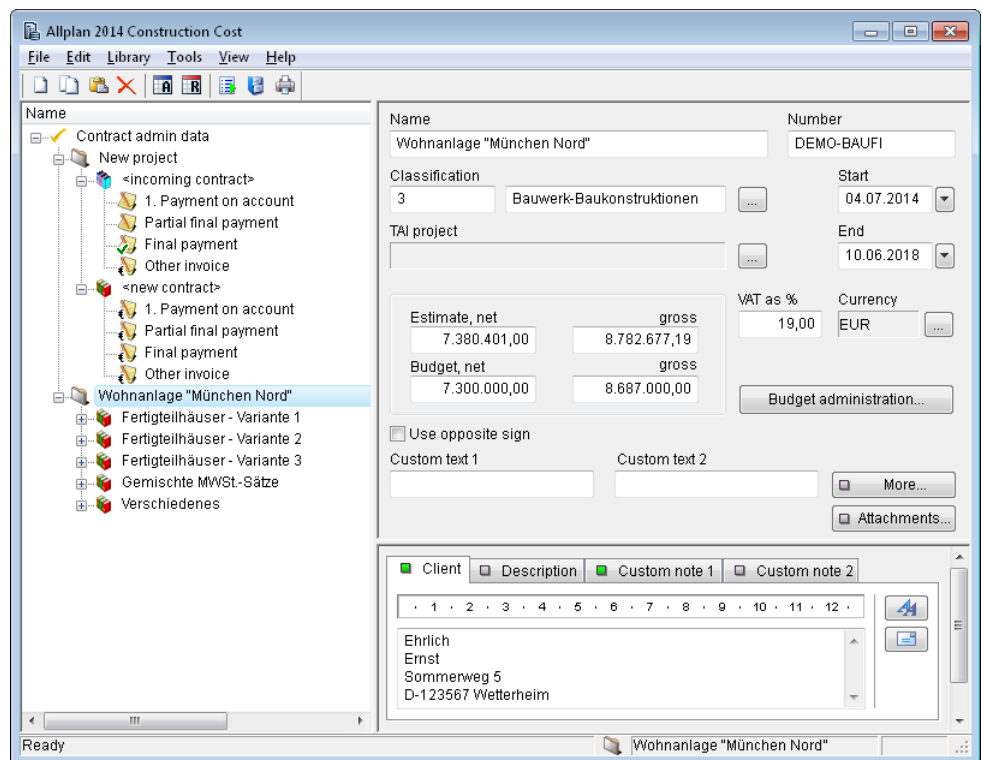 Allplan 2014 Construction Cost
File Edit Library Tools View Help
Name
Contract admin data
New project
<incoming contract>
1. Payment on account
Partial final payment
Final payment
Other invoice
<new contract>
1. Payment on account
Partial final payment
Final payment
Other invoice
Wohnanlage "München Nord"
Fertigteilhäuser - Variante 1
Fertigteilhäuser - Variante 2
Fertigteilhäuser - Variante 3
Gemischte MWSt.-Sätze
Verschiedenes
Name Number
Wohnanlage "München Nord" DEMO-BAUFI
Classification Start
3 Bauwerk-Baukonstruktionen ... 04.07.2014
TAI project End
... 10.06.2018
VAT as % Currency
Estimate, net gross 19,00 EUR ...
7.380.401,00 8.782.677,19
Budget, net gross
7.300.000,00 8.687.000,00
Budget administration...
Use opposite sign
Custom text 1 Custom text 2
More...
Attachments...
Client Description Custom note 1 Custom note 2
· 1 · 2 · 3 · 4 · 5 · 6 · 7 · 8 · 9 · 10 · 11 · 12 ·
Ehrlich
Ernst
Sommerweg 5
D-123567 Wetterheim
Ready Wohnanlage "München Nord"